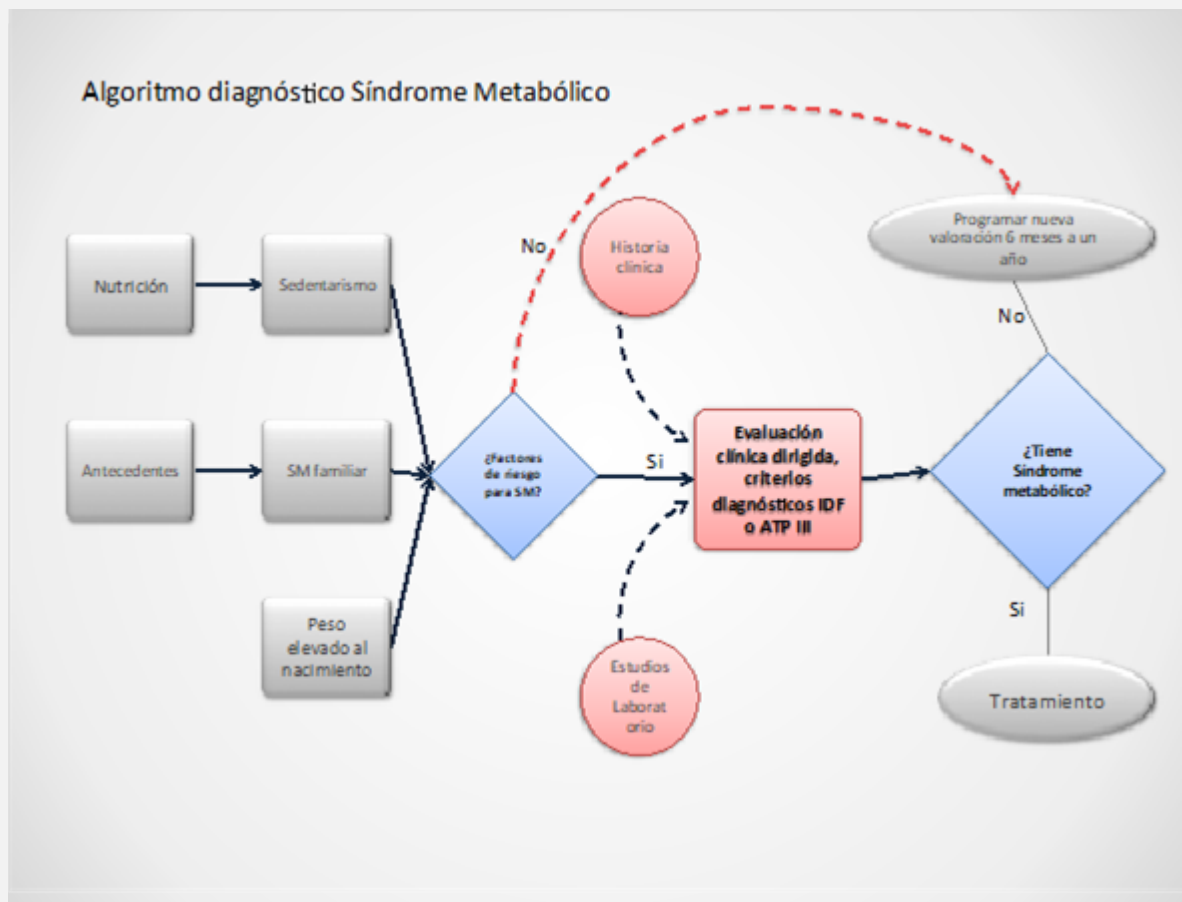 Algoritmo diagnóstico Síndrome Metabólico
No
Historia
clínica
Programar nueva
valoración 6 meses a un
año
Nutrición
Sedentarismo
No
Antecedentes
SM familiar
¿Factores
de riesgo
para SM?
Si
Evaluación
clínica dirigida,
criterios
diagnósticos IDF
o ATP III
¿Tiene
Síndrome
metabólico?
Peso
elevado al
nacimiento
Estudios
de
Laborat
orio
Si
Tratamiento